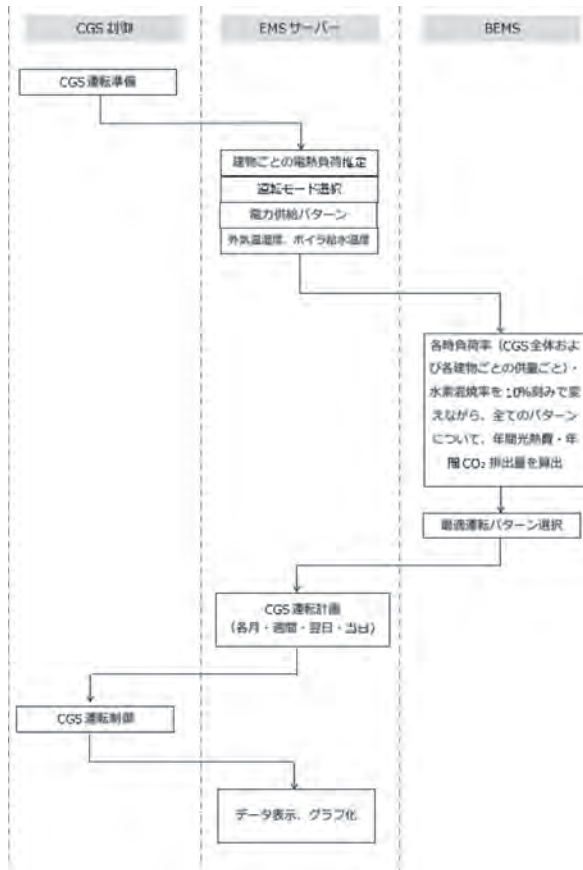 CGS 制御
EMS サーバー
BEMS
CGS 運転準備
建物ごとの電熱負荷推定
運転モード選択
電力供給パターン
外気温湿度、ボイラ給水温度
各時負荷率（CGS 全体およ
び各建物ごとの供量ごと）・
水素混焼率を 10%刻みで変
えながら、全てのパターン
について、年間光熱費・年
間 CO₂ 排出量を算出
最適運転パターン選択
CGS 運転計画
（各月・週間・翌日・当日）
CGS 運転制御
データ表示、グラフ化